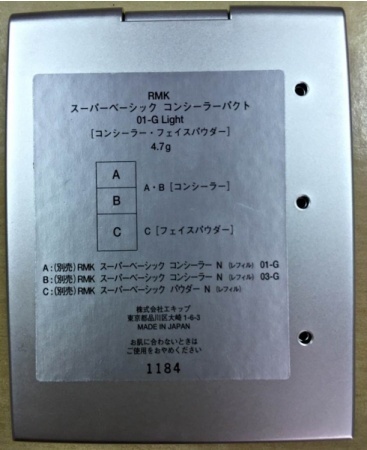 RMK
スーパーベーシック コンシーラーパクト
01-G Light
[コンシーラー・フェイスパウダー]
4.7g
A
B
A・B [コンシーラー]
C
C [フェイスパウダー]
A:(別売)RMK スーパーベーシック コンシーラー N (レフィル) 01-G
B:(別売)RMK スーパーベーシック コンシーラー N (レフィル) 03-G
C:(別売)RMK スーパーベーシック パウダー N (レフィル)
株式会社エキップ
東京都品川区大崎1-6-3
MADE IN JAPAN
お肌に合わないときは
ご使用をおやめください
1184